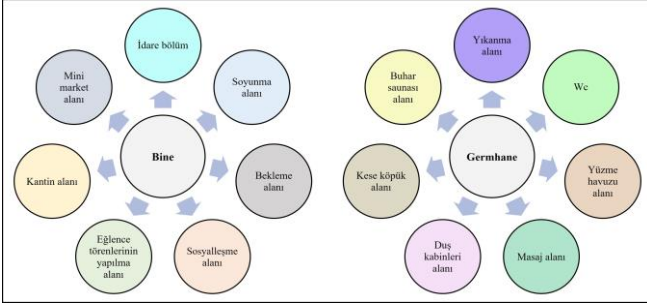 İdare bölüm
Soyunma
alanı
Bekleme
alanı
Sosyalleşme
alanı
Eğlence
törenlerinin
yapılma
alanı
Kantin alanı
Mini
market
alanı
Bine
Yıkanma
alanı
Wc
Yüzme
havuzu
alanı
Masaj alanı
Duş
kabinleri
alanı
Kese köpük
alanı
Buhar
saunası
alanı
Germhane